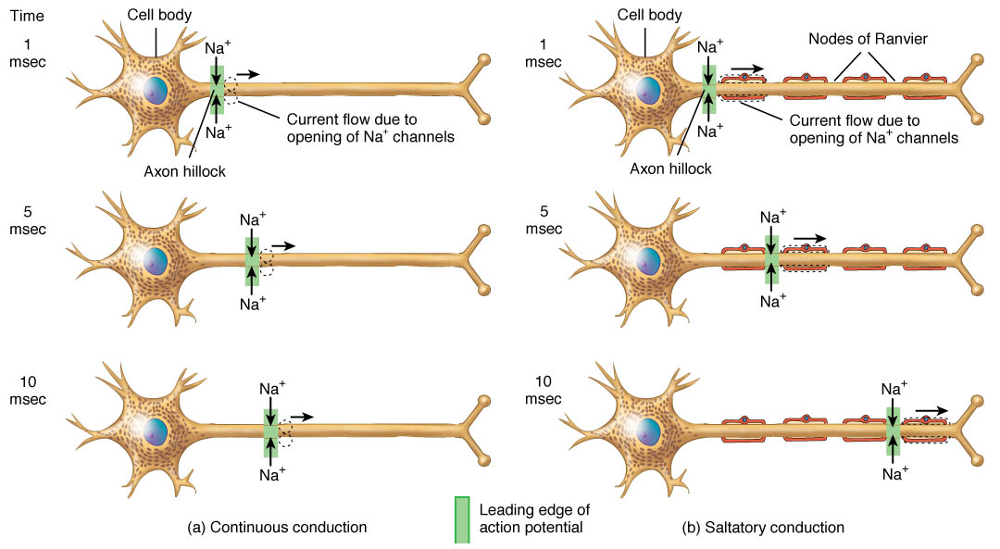 Time
1
msec
Cell body
Na+
Na+
Current flow due to
opening of Na+ channels
Axon hillock
1
msec
Cell body
Na+
Nodes of Ranvier
Na+
Current flow due to
opening of Na+ channels
Axon hillock
5
msec
Na+
Na+
5
msec
Na+
Na+
10
msec
Na+
Na+
10
msec
Na+
Na+
(a) Continuous conduction
Leading edge of
action potential
(b) Saltatory conduction